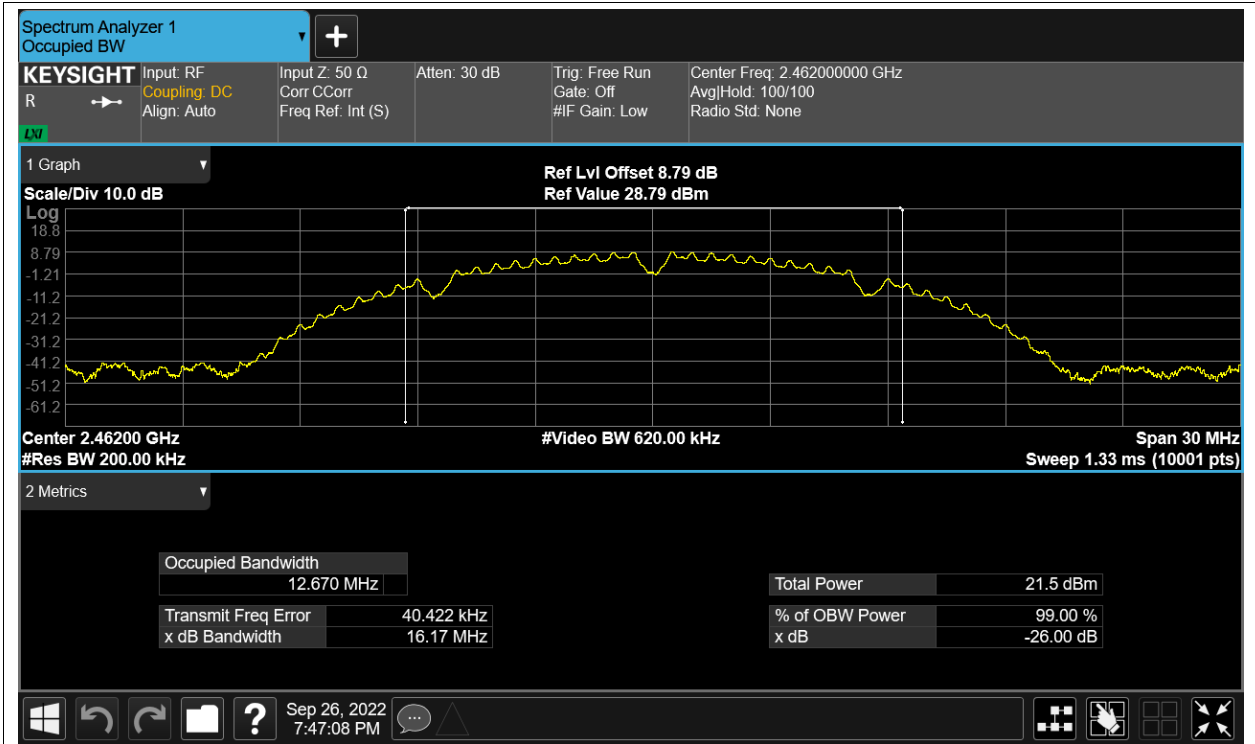 Spectrum Analyzer 1
Occupied BW
KEYSIGHT
R
LXI
Input: RF
Coupling: DC
Align: Auto
Input Z: 50 Ω
Corr CCorr
Freq Ref: Int (S)
Atten: 30 dB
Trig: Free Run
Gate: Off
#IF Gain: Low
Center Freq: 2.462000000 GHz
Avg|Hold: 100/100
Radio Std: None
1 Graph
Scale/Div 10.0 dB
Ref Lvl Offset 8.79 dB
Ref Value 28.79 dBm
Log
18.8
8.79
-1.21
-11.2
-21.2
-31.2
-41.2
-51.2
-61.2
Center 2.46200 GHz
#Video BW 620.00 kHz
Span 30 MHz
#Res BW 200.00 kHz
Sweep 1.33 ms (10001 pts)
2 Metrics
Occupied Bandwidth
12.670 MHz
Transmit Freq Error 40.422 kHz
x dB Bandwidth 16.17 MHz
Total Power 21.5 dBm
% of OBW Power 99.00 %
x dB -26.00 dB
?
Sep 26, 2022
7:47:08 PM